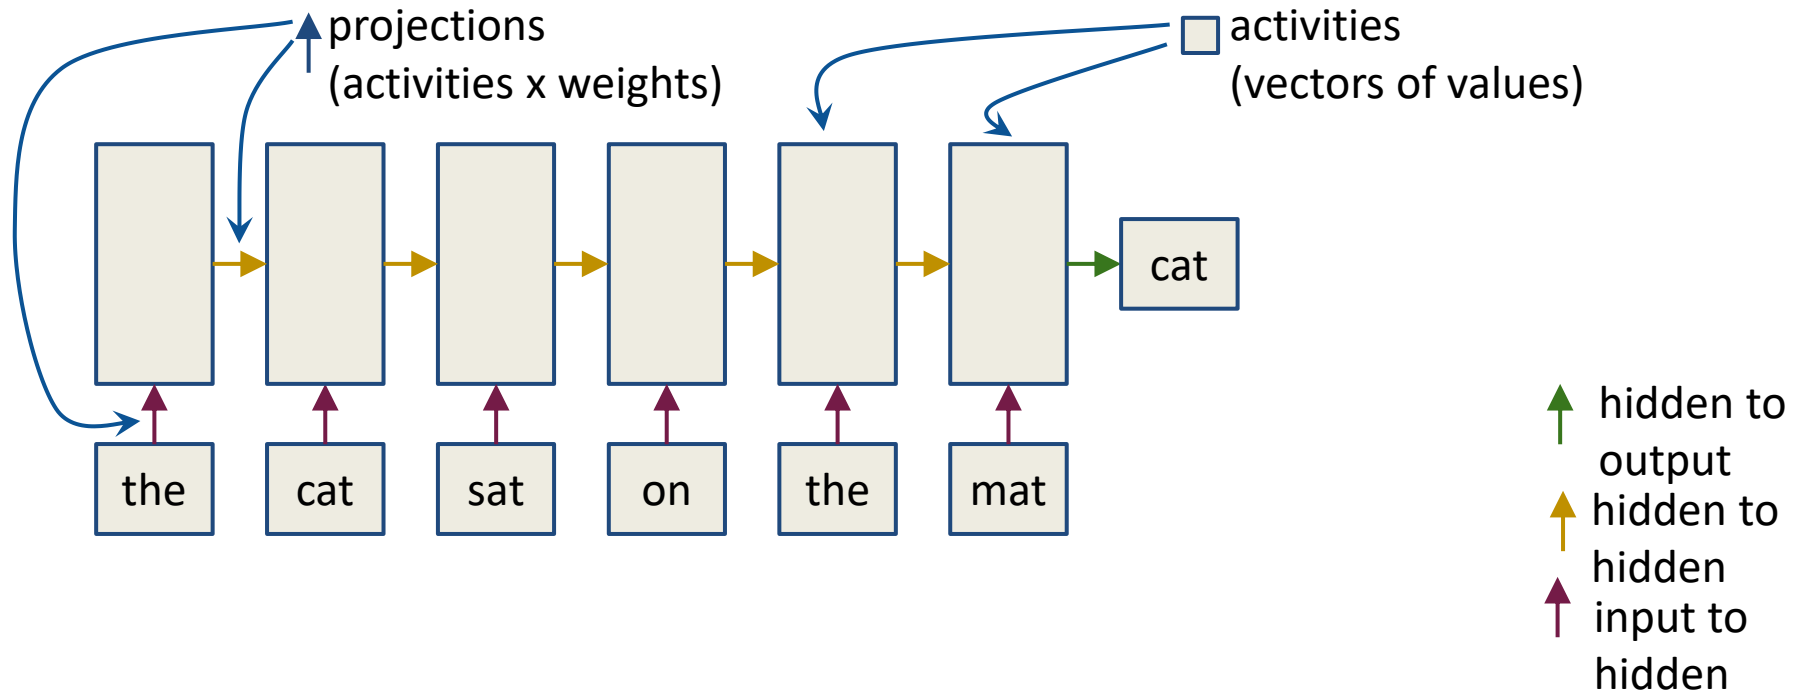 projections
(activities x weights)
activities
(vectors of values)
cat
the
cat
sat
on
the
mat
hidden to
output
hidden to
hidden
input to
hidden